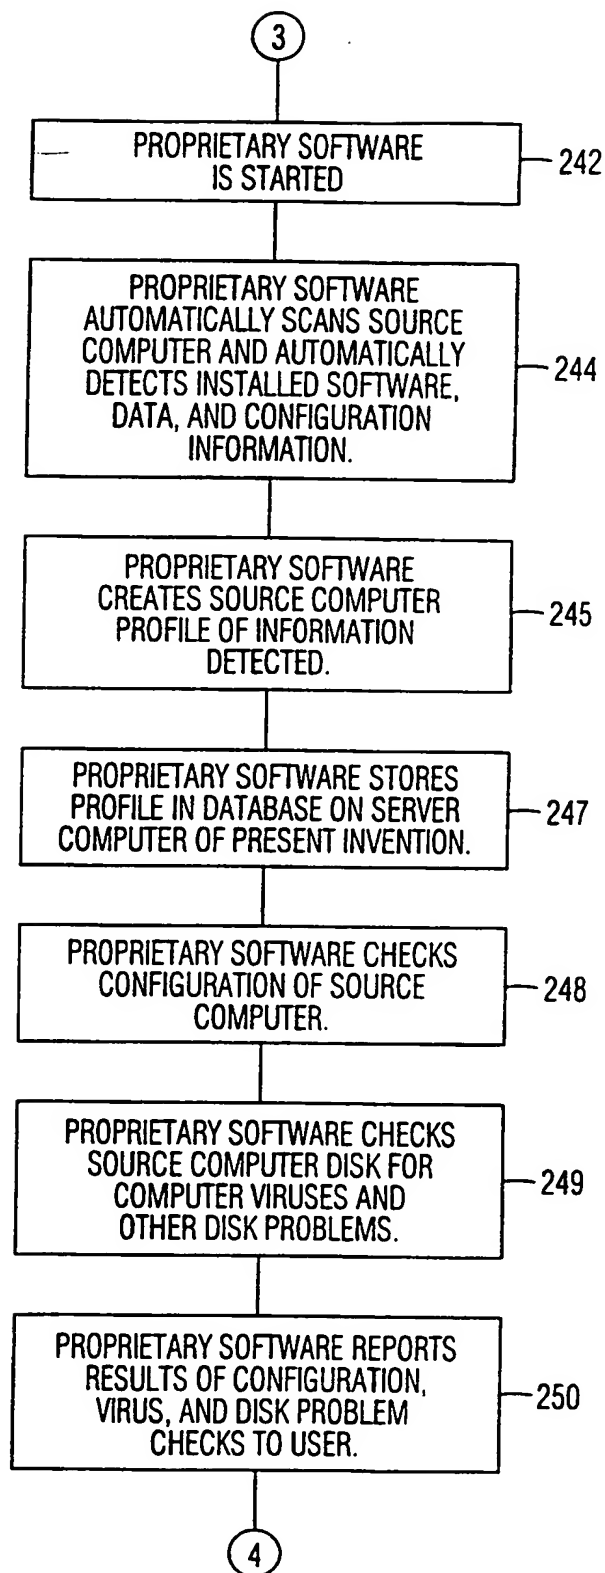 3
PROPRIETARY SOFTWARE
IS STARTED
242
PROPRIETARY SOFTWARE
AUTOMATICALLY SCANS SOURCE
COMPUTER AND AUTOMATICALLY
DETECTS INSTALLED SOFTWARE,
DATA, AND CONFIGURATION
INFORMATION.
244
PROPRIETARY SOFTWARE
CREATES SOURCE COMPUTER
PROFILE OF INFORMATION
DETECTED.
245
PROPRIETARY SOFTWARE STORES
PROFILE IN DATABASE ON SERVER
COMPUTER OF PRESENT INVENTION.
247
PROPRIETARY SOFTWARE CHECKS
CONFIGURATION OF SOURCE
COMPUTER.
248
PROPRIETARY SOFTWARE CHECKS
SOURCE COMPUTER DISK FOR
COMPUTER VIRUSES AND
OTHER DISK PROBLEMS.
249
PROPRIETARY SOFTWARE REPORTS
RESULTS OF CONFIGURATION,
VIRUS, AND DISK PROBLEM
CHECKS TO USER.
250
4